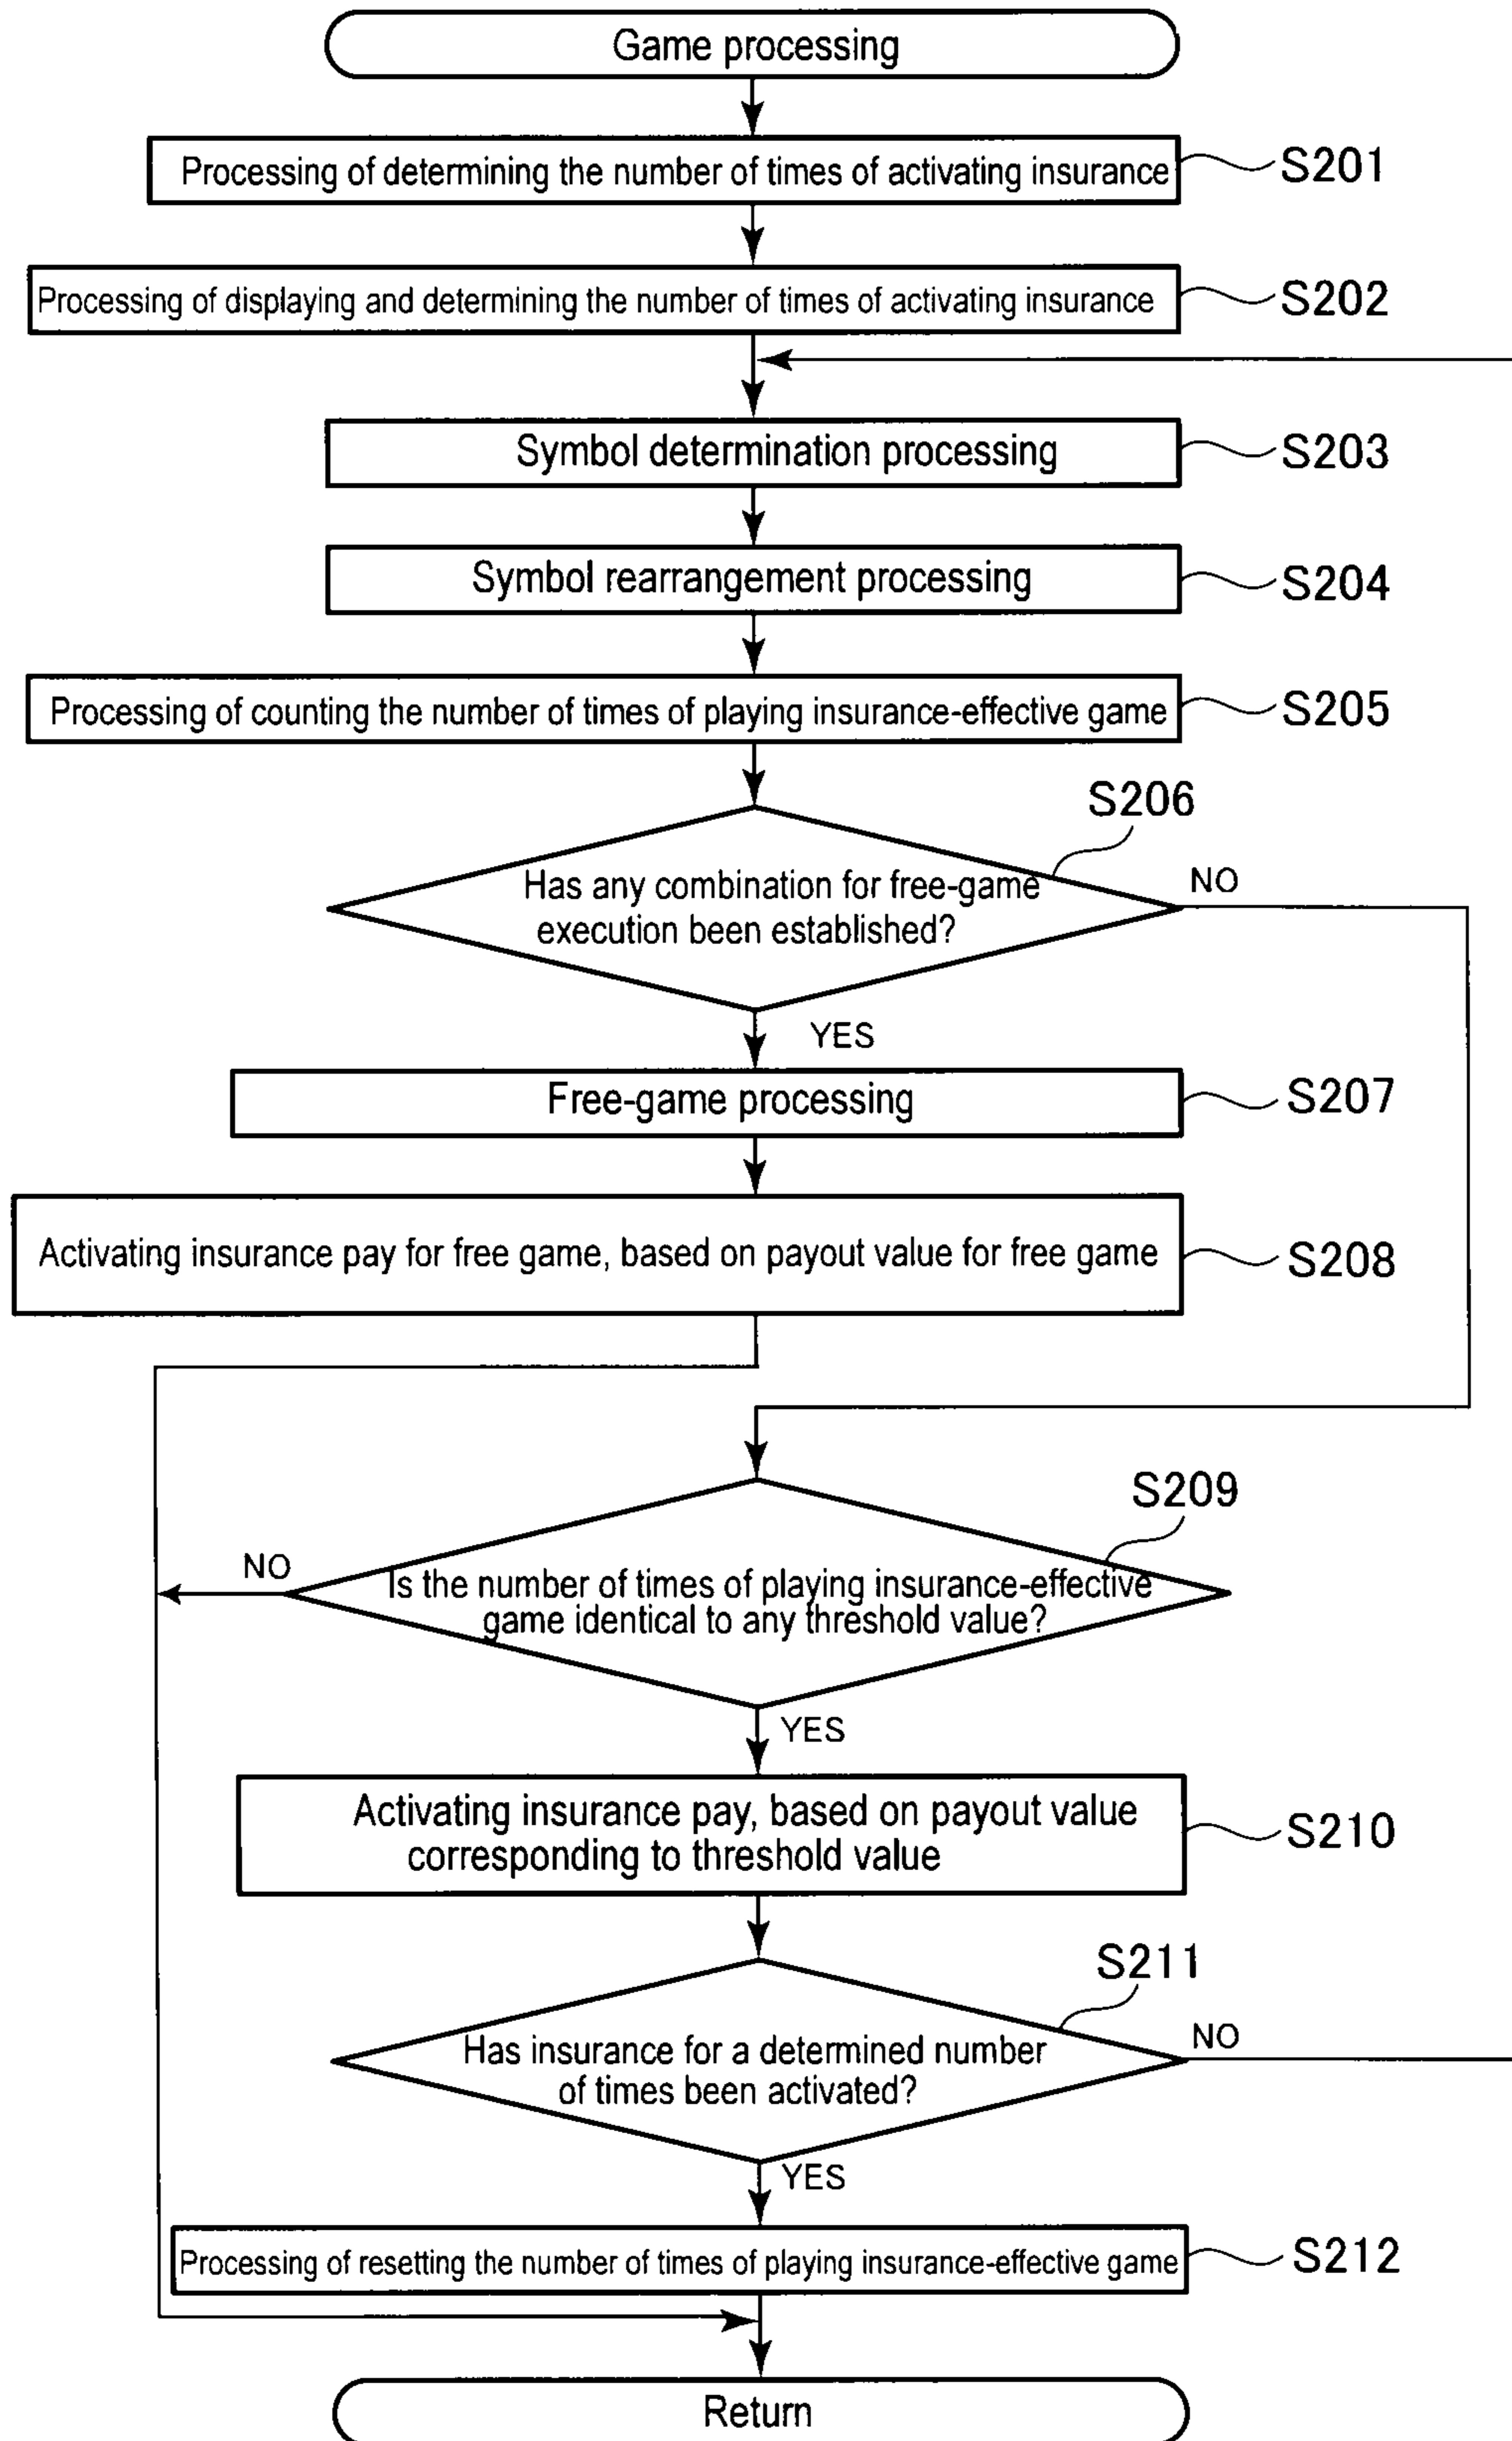 Game processing
Processing of determining the number of times of activating insurance
S201
Processing of displaying and determining the number of times of activating insurance
S202
Symbol determination processing
S203
Symbol rearrangement processing
S204
Processing of counting the number of times of playing insurance-effective game
S205
S206
Has any combination for free-game
execution been established?
NO
YES
Free-game processing
S207
Activating insurance pay for free game, based on payout value for free game
S208
S209
NO
Is the number of times of playing insurance-effective
game identical to any threshold value?
YES
Activating insurance pay, based on payout value
corresponding to threshold value
S210
S211
Has insurance for a determined number
of times been activated?
NO
YES
Processing of resetting the number of times of playing insurance-effective game
S212
Return